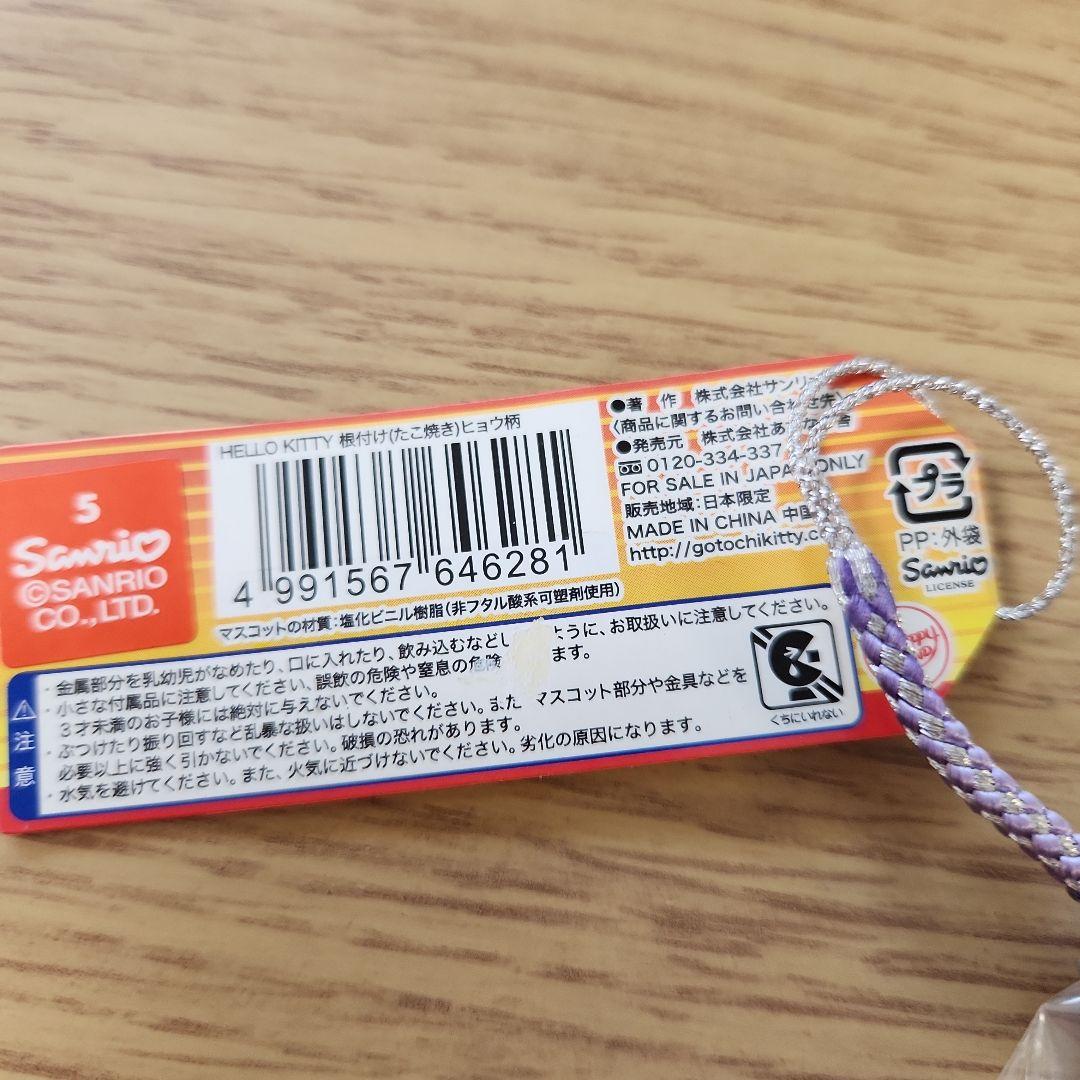 5
Sanrio
©SANRIO
CO.,LTD.
HELLO KITTY 根付け(たこ焼き)ヒョウ柄
4 991567 646281
マスコットの材質:塩化ビニル樹脂(非フタル酸系可塑剤使用)
●著 作 株式会社サンリオ
〈商品に関するお問い合わせ先〉
●発売元 株式会社あ
0120-334-337
FOR SALE IN JAPAN ONLY
販売地域:日本限定
MADE IN CHINA 中国
http://gotochikitty.co
プラ
PP:外袋
Sanrio
LICENSE
注意
・金属部分を乳幼児がなめたり、口に入れたり、飲み込むなどし ように、お取扱いに注意してください。
・小さな付属品に注意してください、誤飲の危険や窒息の危険 ます。
3才未満のお子様には絶対に与えないでください。
・ぶつけたり振り回すなど乱暴な扱いはしないでください。また マスコット部分や金具などを
必要以上に強く引かないでください。破損の恐れがあります。
・水気を避けてください。また、火気に近づけないでください。劣化の原因になります。
くちにいれない